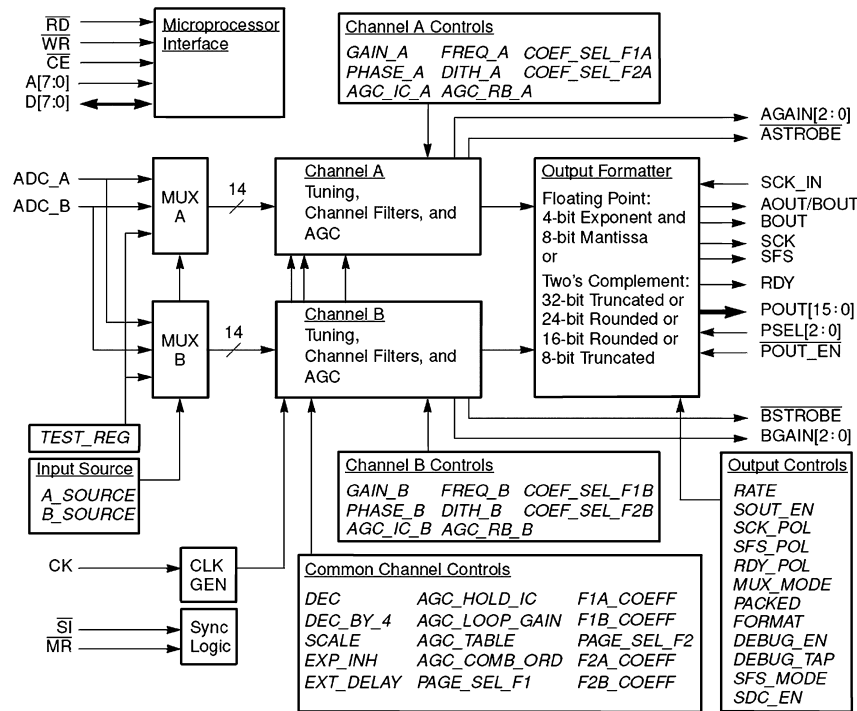 RD
WR
CE
A[7:0]
D[7:0]
Microprocessor
Interface
Channel A Controls
GAIN_A FREQ_A COEF_SEL_F1A
PHASE_A DITH_A COEF_SEL_F2A
AGC_IC_A AGC_RB_A
AGAIN[2:0]
ASTROBE
ADC_A
ADC_B
MUX
A
14
Channel A
Tuning,
Channel Filters, and
AGC
Output Formatter
Floating Point:
4-bit Exponent and
8-bit Mantissa
or
Two's Complement:
32-bit Truncated or
24-bit Rounded or
16-bit Rounded or
8-bit Truncated
SCK_IN
AOUT/BOUT
BOUT
SCK
SFS
RDY
POUT[15:0]
PSEL[2:0]
POUT_EN
MUX
B
14
Channel B
Tuning,
Channel Filters, and
AGC
BSTROBE
BGAIN[2:0]
TEST_REG
Input Source
A_SOURCE
B_SOURCE
Channel B Controls
GAIN_B FREQ_B COEF_SEL_F1B
PHASE_B DITH_B COEF_SEL_F2B
AGC_IC_B AGC_RB_B
Output Controls
RATE
SOUT_EN
SCK_POL
SFS_POL
RDY_POL
MUX_MODE
PACKED
FORMAT
DEBUG_EN
DEBUG_TAP
SFS_MODE
SDC_EN
CK
CLK
GEN
SI
MR
Sync
Logic
Common Channel Controls
DEC AGC_HOLD_IC F1A_COEFF
DEC_BY_4 AGC_LOOP_GAIN F1B_COEFF
SCALE AGC_TABLE PAGE_SEL_F2
EXP_INH AGC_COMB_ORD F2A_COEFF
EXT_DELAY PAGE_SEL_F1 F2B_COEFF